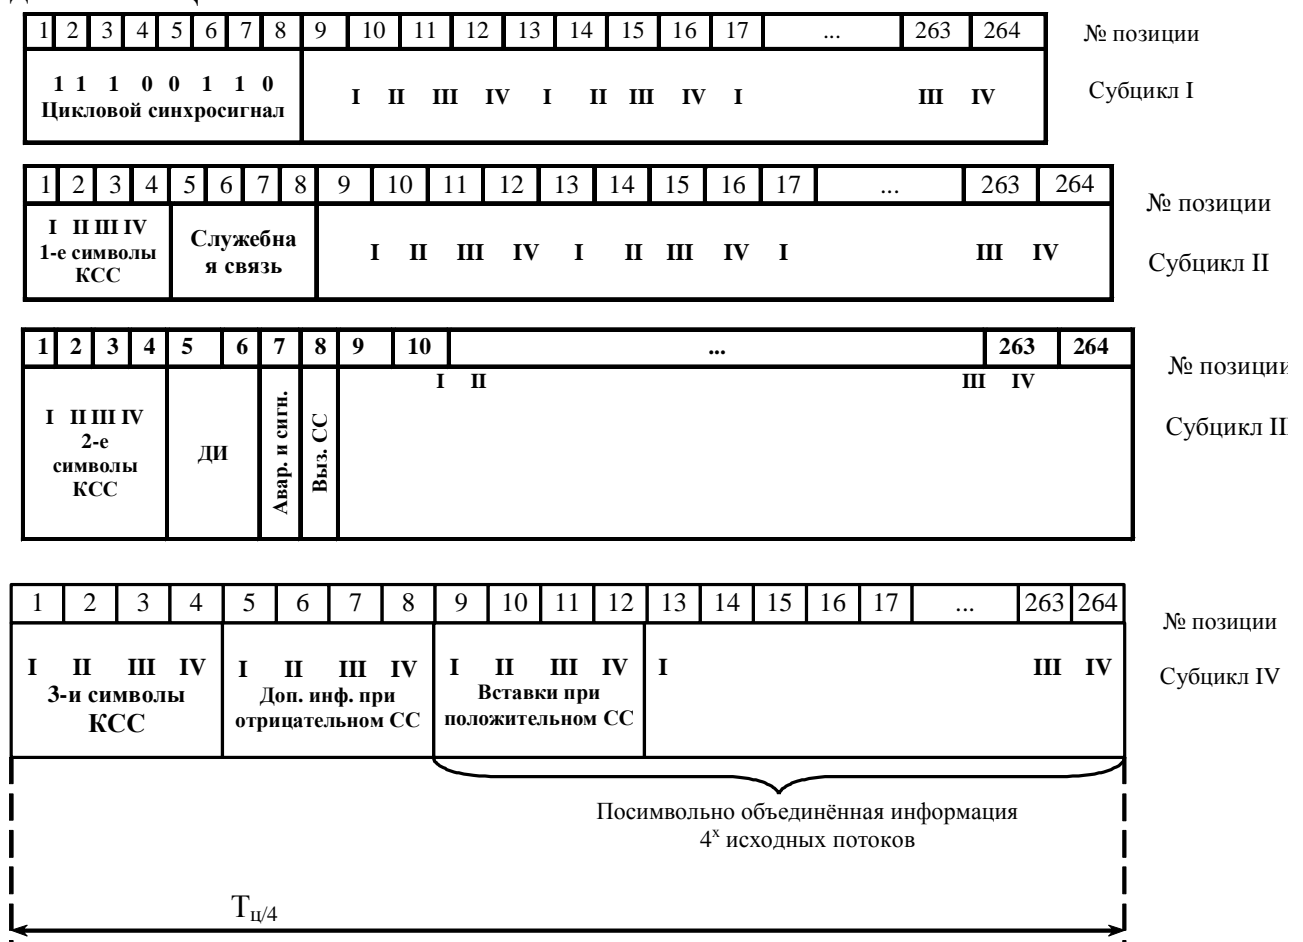 1 2 3 4 5 6 7 8 9 10 11 12 13 14 15 16 17 ... 263 264
№ позиции
1 1 1 0 0 1 1 0
Цикловой синхросигнал
I II III IV I II III IV I III IV
Субцикл I
1 2 3 4 5 6 7 8 9 10 11 12 13 14 15 16 17 ... 263 264
№ позиции
I II III IV
1-е символы
КСС
Служебна
я связь
I II III IV I II III IV I III IV
Субцикл II
1 2 3 4 5 6 7 8 9 10 ... 263 264
№ позиции
I II III IV
2-е
символы
КСС
ДИ
Авар. и сигн.
Выз. СС
I II III IV
Субцикл II
1 2 3 4 5 6 7 8 9 10 11 12 13 14 15 16 17 ... 263 264
№ позиции
I II III IV
3-и символы
КСС
I II III IV
Доп. инф. при
отрицательном СС
I II III IV
Вставки при
положительном СС
I III IV
Субцикл IV
Посимвольно объединённая информация
4х исходных потоков
Тц/4